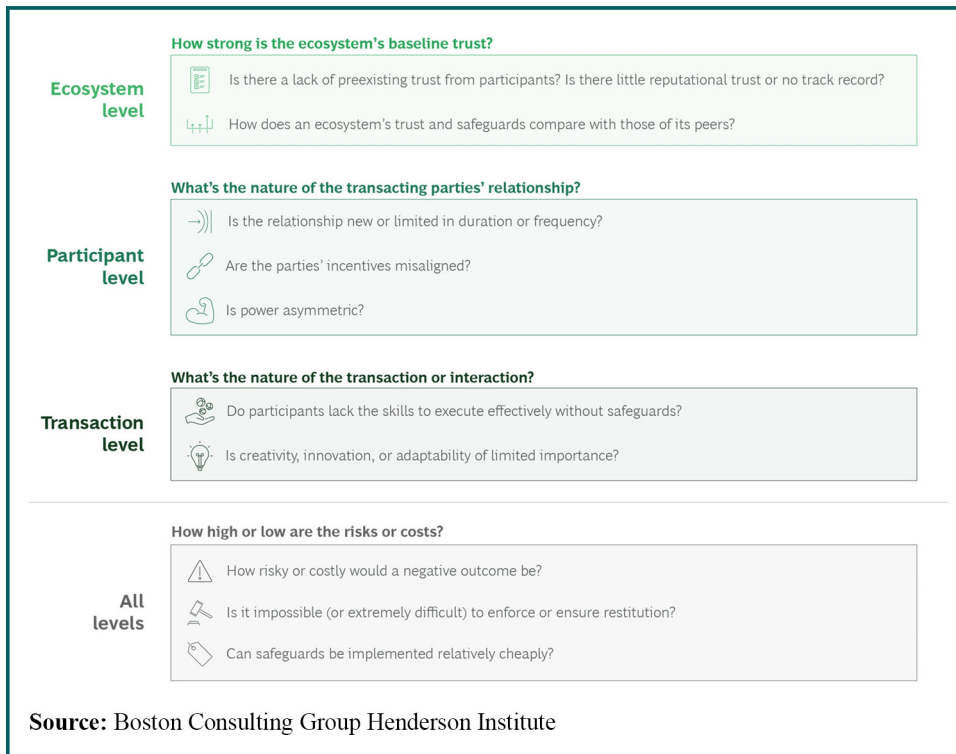 How strong is the ecosystem's baseline trust?
Ecosystem
level
Is there a lack of preexisting trust from participants? Is there little reputational trust or no track record?
How does an ecosystem's trust and safeguards compare with those of its peers?
What's the nature of the transacting parties' relationship?
Participant
level
Is the relationship new or limited in duration or frequency?
Are the parties' incentives misaligned?
Is power asymmetric?
What's the nature of the transaction or interaction?
Transaction
level
Do participants lack the skills to execute effectively without safeguards?
Is creativity, innovation, or adaptability of limited importance?
How high or low are the risks or costs?
All
levels
How risky or costly would a negative outcome be?
Is it impossible (or extremely difficult) to enforce or ensure restitution?
Can safeguards be implemented relatively cheaply?
Source: Boston Consulting Group Henderson Institute